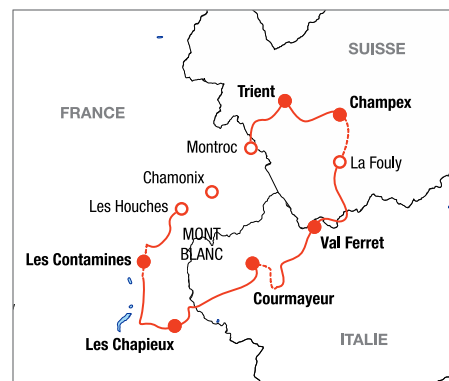 SUISSE
FRANCE
Trient
Champex
Montroc
La Fouly
Chamonix
Les Houches
MONT
BLANC
Val Ferret
Les Contamines
Courmayeur
Les Chapieux
ITALIE